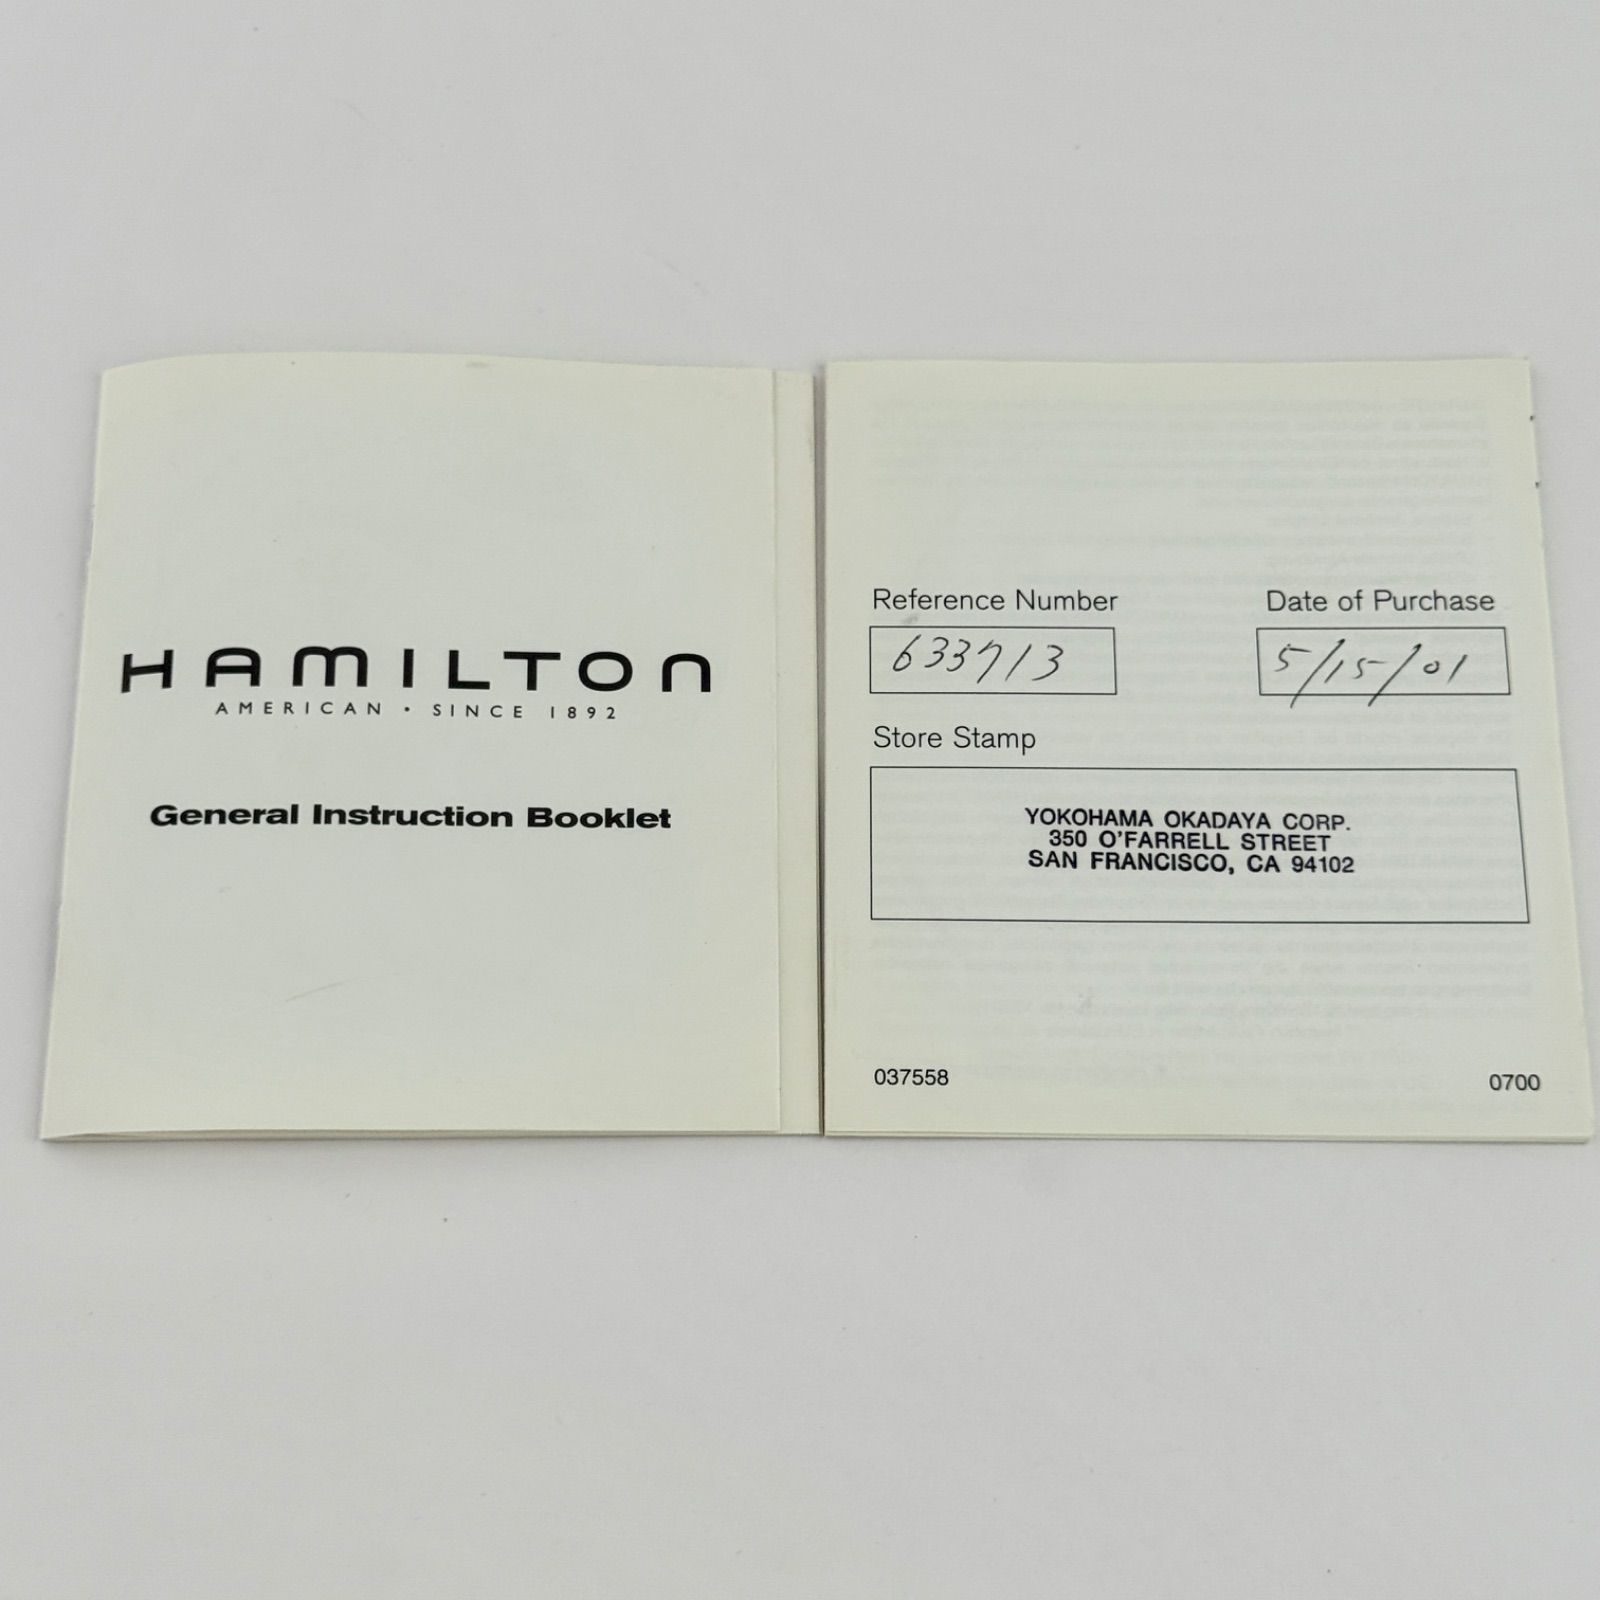 HAMILTON
AMERICAN · SINCE 1892
General Instruction Booklet
Reference Number
633713
Date of Purchase
5/15/01
Store Stamp
YOKOHAMA OKADAYA CORP.
350 O'FARRELL STREET
SAN FRANCISCO, CA 94102
037558
0700